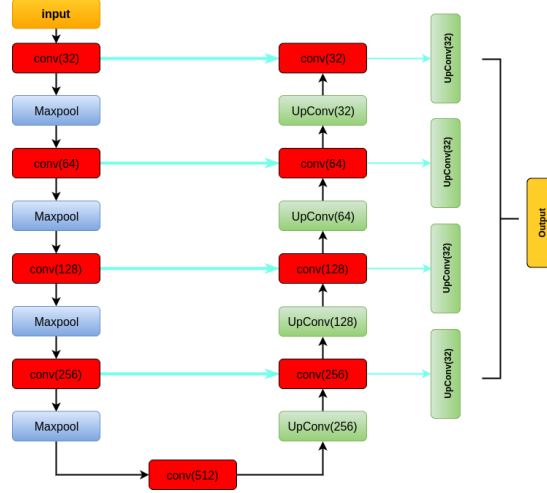 input
conv(32)
conv(32)
UpConv(32)
Maxpool
UpConv(32)
conv(64)
conv(64)
UpConv(32)
Maxpool
UpConv(64)
Output
conv(128)
conv(128)
UpConv(32)
Maxpool
UpConv(128)
conv(256)
conv(256)
UpConv(32)
Maxpool
UpConv(256)
conv(512)